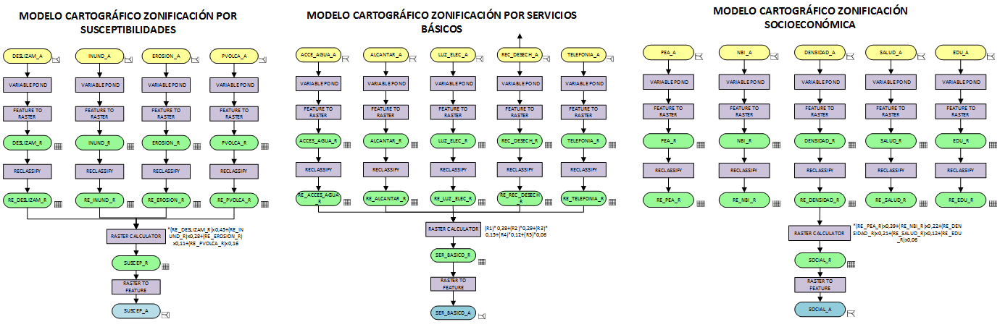 MODELO CARTOGRÁFICO ZONIFICACIÓN POR
SUSCEPTIBILIDADES
DESLIZAM_A
INUND_A
EROSION_A
PVOLCA_A
VARIABLE POND
VARIABLE POND
VARIABLE POND
VARIABLE POND
FEATURE TO
RASTER
FEATURE TO
RASTER
FEATURE TO
RASTER
FEATURE TO
RASTER
DESLIZAM_R
INUND_R
EROSION_R
PVOLCA_R
RECLASSIFY
RECLASSIFY
RECLASSIFY
RECLASSIFY
RE_DESLIZAM_R
RE_INUND_R
RE_EROSION_R
RE_PVOLCA_R
RASTER CALCULATOR
*(RE_DESLIZAM_R)x0,45+(RE_IN
UND_R)x0,28+(RE_EROSION_R)
x0,11+(RE_PVOLCA_R)x0,16
SUSCEP_R
RASTER TO
FEATURE
SUSCEP_A
MODELO CARTOGRÁFICO ZONIFICACIÓN POR SERVICIOS
BÁSICOS
ACCE_AGUA_A
ALCANTAR_A
LUZ_ELEC_A
REC_DESECH_A
TELEFONIA_A
VARIABLE POND
VARIABLE POND
VARIABLE POND
VARIABLE POND
VARIABLE POND
FEATURE TO
RASTER
FEATURE TO
RASTER
FEATURE TO
RASTER
FEATURE TO
RASTER
FEATURE TO
RASTER
ACCES_AGUA_R
ALCANTAR_R
LUZ_ELEC_R
REC_DESECH_R
TELEFONIA_R
RECLASSIFY
RECLASSIFY
RECLASSIFY
RECLASSIFY
RECLASSIFY
RE_ACCES_AGUA
_R
RE_ALCANTAR_R
RE_LUZ_ELEC_R
RE_REC_DESECH
_R
RE_TELEFONIA_R
RASTER CALCULATOR
(R1)*0,38+(R2)*0,29+(R3)*
0,15+(R4)*0,12+(R5)*0,06
SER_BASICO_R
RASTER TO
FEATURE
SER_BASICO_A
MODELO CARTOGRÁFICO ZONIFICACIÓN
SOCIOECONÓMICA
PEA_A
NBI_A
DENSIDAD_A
SALUD_A
EDU_A
VARIABLE POND
VARIABLE POND
VARIABLE POND
VARIABLE POND
VARIABLE POND
FEATURE TO
RASTER
FEATURE TO
RASTER
FEATURE TO
RASTER
FEATURE TO
RASTER
FEATURE TO
RASTER
PEA_R
NBI_R
DENSIDAD_R
SALUD_R
EDU_R
RECLASSIFY
RECLASSIFY
RECLASSIFY
RECLASSIFY
RECLASSIFY
RE_PEA_R
RE_NBI_R
RE_DENSIDAD_R
RE_SALUD_R
RE_EDU_R
RASTER CALCULATOR
*(RE_PEA_R)x0,39+(RE_NBI_R)x0,22+(RE_DEN
SIDAD_R)x0,21+(RE_SALUD_R)x0,12+(RE_EDU
_R)x0,06
SOCIAL_R
RASTER TO
FEATURE
SOCIAL_A